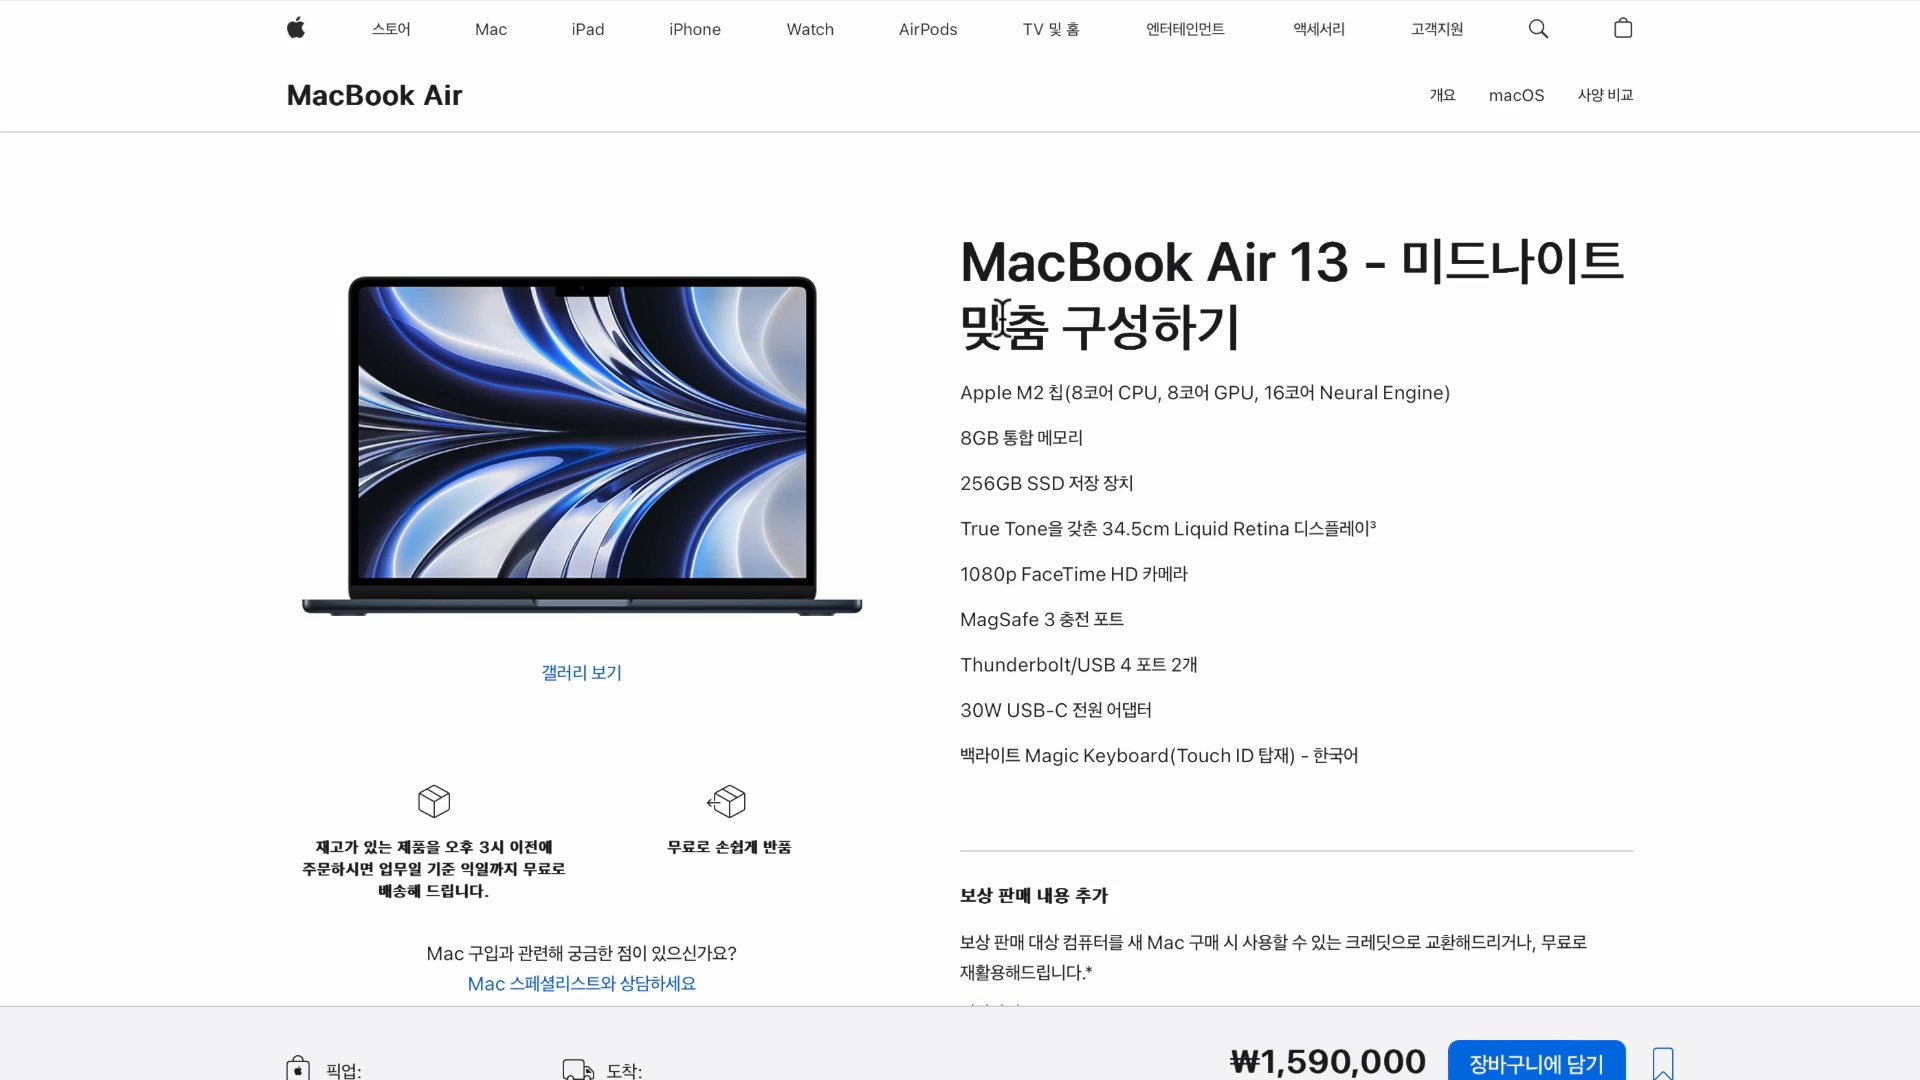 스토어 Mac iPad iPhone Watch AirPods TV 및 홈 엔터테인먼트 액세서리 고객지원
MacBook Air
개요 macOS 사양 비교
MacBook Air 13 - 미드나이트
맞춤 구성하기
Apple M2 칩(8코어 CPU, 8코어 GPU, 16코어 Neural Engine)
8GB 통합 메모리
256GB SSD 저장 장치
True Tone을 갖춘 34.5cm Liquid Retina 디스플레이³
1080p FaceTime HD 카메라
MagSafe 3 충전 포트
Thunderbolt/USB 4 포트 2개
30W USB-C 전원 어댑터
백라이트 Magic Keyboard(Touch ID 탑재) - 한국어
갤러리 보기
재고가 있는 제품을 오후 3시 이전에
주문하시면 업무일 기준 익일까지 무료로
배송해 드립니다.
무료로 손쉽게 반품
Mac 구입과 관련해 궁금한 점이 있으신가요?
Mac 스페셜리스트와 상담하세요
보상 판매 내용 추가
보상 판매 대상 컴퓨터를 새 Mac 구매 시 사용할 수 있는 크레딧으로 교환해드리거나, 무료로
재활용해드립니다.*
픽업:
도착:
₩1,590,000
장바구니에 담기